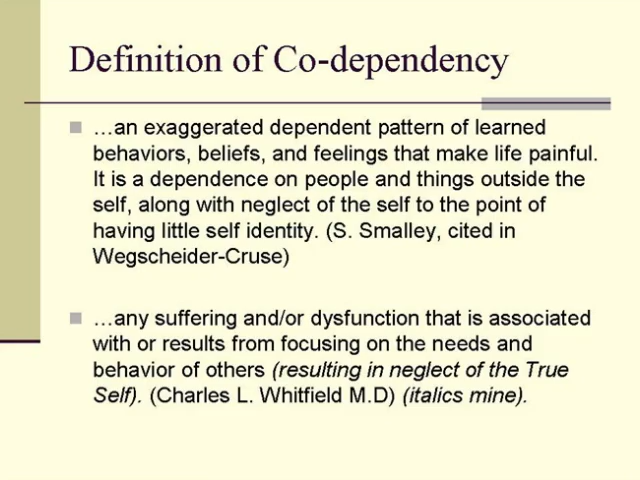 Definition of Co-dependency
…an exaggerated dependent pattern of learned
behaviors, beliefs, and feelings that make life painful.
It is a dependence on people and things outside the
self, along with neglect of the self to the point of
having little self identity. (S. Smalley, cited in
Wegscheider-Cruse)
…any suffering and/or dysfunction that is associated
with or results from focusing on the needs and
behavior of others (resulting in neglect of the True
Self). (Charles L. Whitfield M.D) (italics mine).